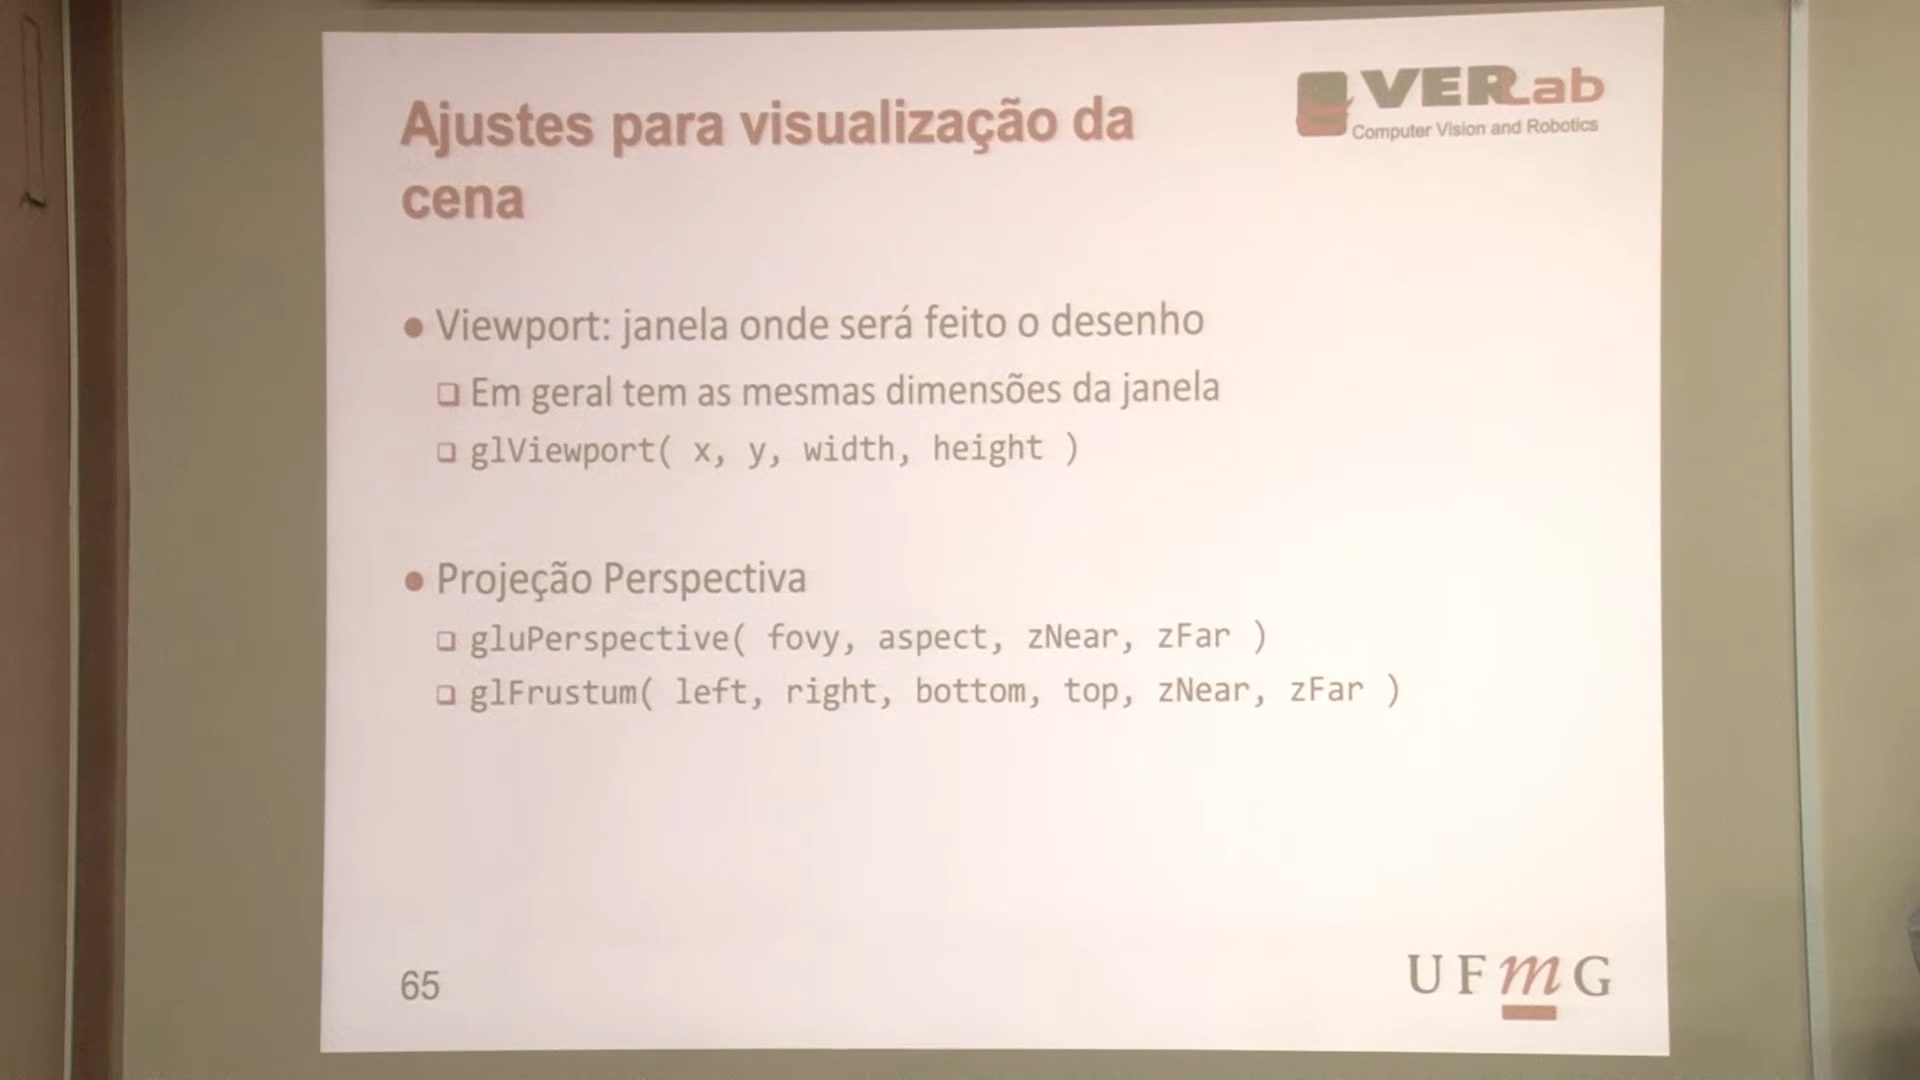 Ajustes para visualização da
cena
VERLab
Computer Vision and Robotics
Viewport: janela onde será feito o desenho
Em geral tem as mesmas dimensões da janela
glViewport( x, y, width, height )
Projeção Perspectiva
gluPerspective( fovy, aspect, zNear, zFar )
glFrustum( left, right, bottom, top, zNear, zFar )
65
UFmG